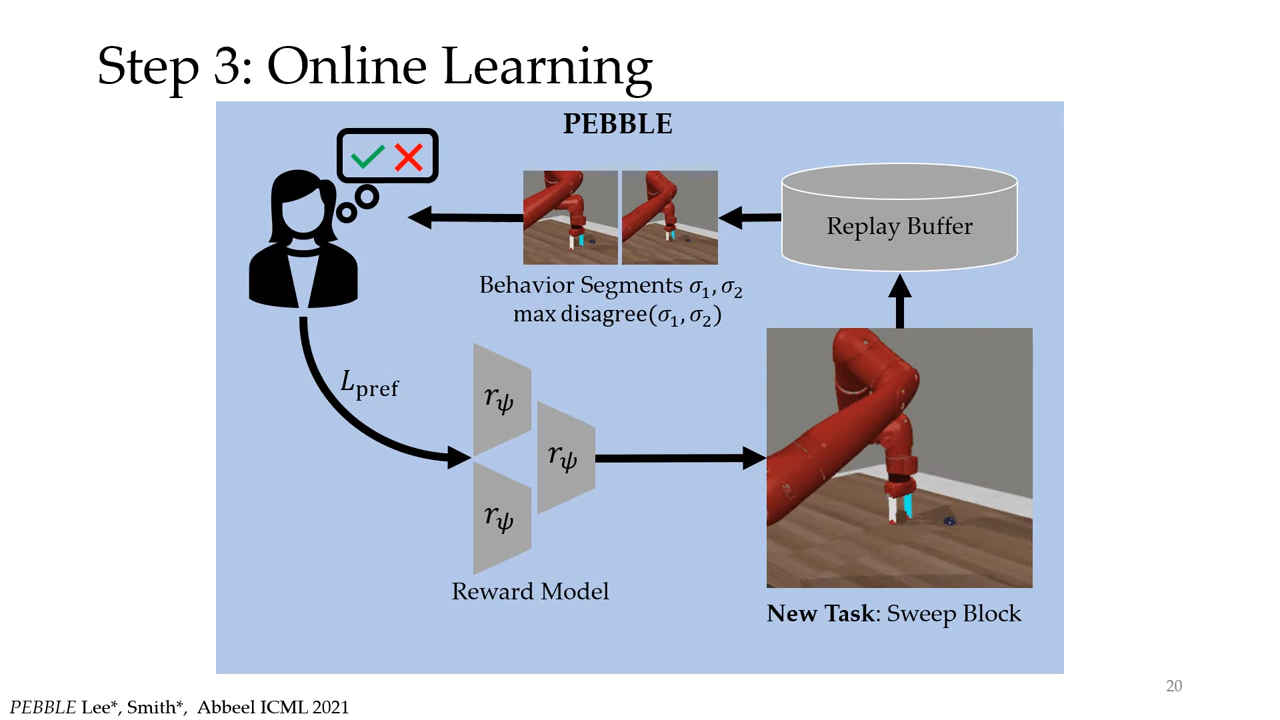 Step 3: Online Learning
PEBBLE
Replay Buffer
Behavior Segments σ₁, σ₂
max disagree(σ₁, σ₂)
L_pref
r_ψ
r_ψ
r_ψ
Reward Model
New Task: Sweep Block
20
PEBBLE Lee*, Smith*, Abbeel ICML 2021